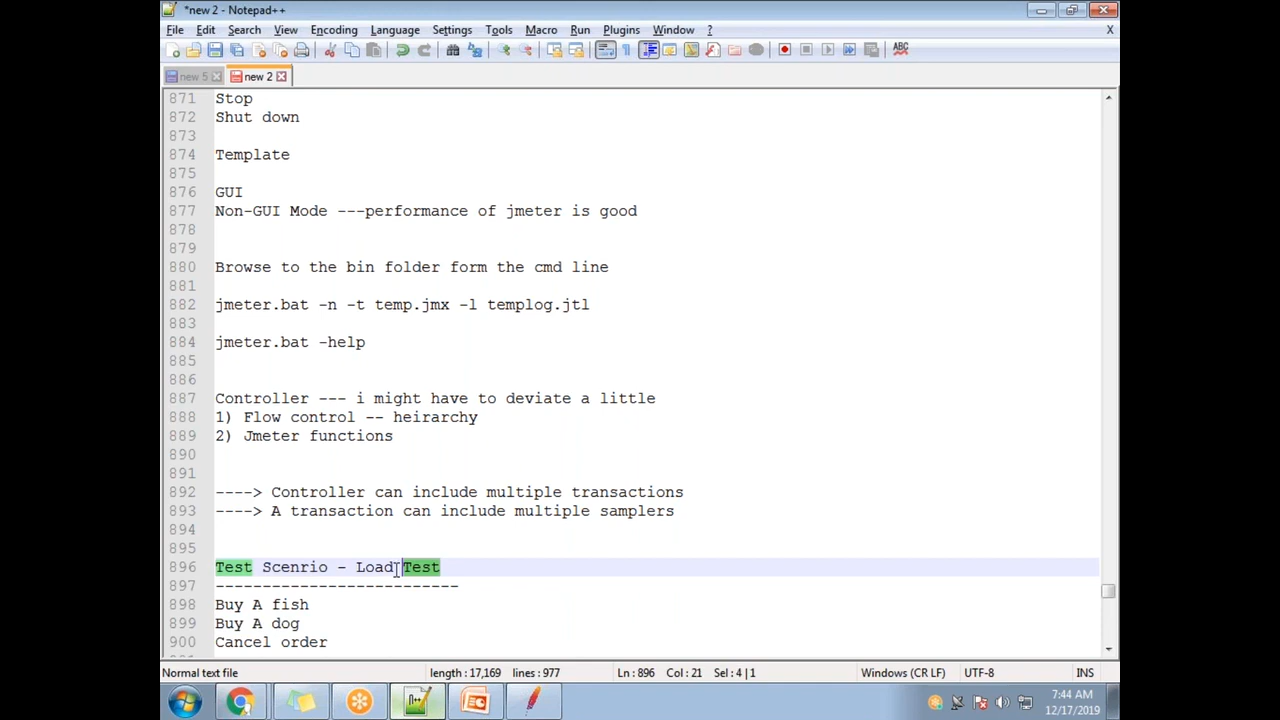 *new 2 - Notepad++
File Edit Search View Encoding Language Settings Tools Macro Run Plugins Window ? X
ABC
new 5 new 2
871 Stop
872 Shut down
873
874 Template
875
876 GUI
877 Non-GUI Mode ---performance of jmeter is good
878
879
880 Browse to the bin folder form the cmd line
881
882 jmeter.bat -n -t temp.jmx -l templog.jtl
883
884 jmeter.bat -help
885
886
887 Controller --- i might have to deviate a little
888 1) Flow control -- heirarchy
889 2) Jmeter functions
890
891
892 ----> Controller can include multiple transactions
893 ----> A transaction can include multiple samplers
894
895
896 Test Scenrio - Load Test
897 --------------------------
898 Buy A fish
899 Buy A dog
900 Cancel order
Normal text file length : 17,169 lines : 977 Ln : 896 Col : 21 Sel : 4 | 1 Windows (CR LF) UTF-8 INS
7:44 AM
12/17/2019